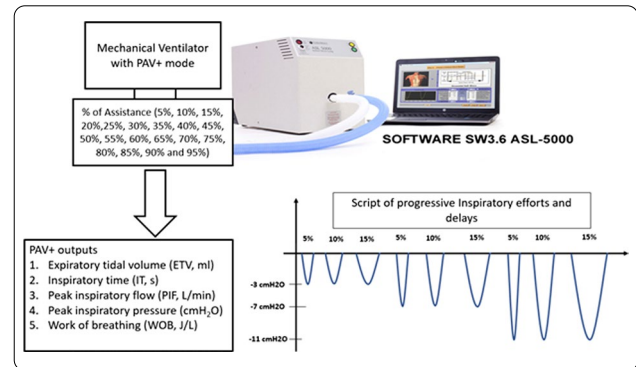 Mechanical Ventilator
with PAV+ mode
% of Assistance (5%, 10%, 15%,
20%,25%, 30%, 35%, 40%, 45%,
50%, 55%, 60%, 65%, 70%, 75%,
80%, 85%, 90% and 95%)
SOFTWARE SW3.6 ASL-5000
PAV+ outputs
1. Expiratory tidal volume (ETV, ml)
2. Inspiratory time (IT, s)
3. Peak inspiratory flow (PIF, L/min)
4. Peak inspiratory pressure (cmH2O)
5. Work of breathing (WOB, J/L)
Script of progressive Inspiratory efforts and
delays
5% 10% 15% 5% 10% 15% 5% 10% 15%
-3 cmH2O
-7 cmH2O
-11 cmH2O